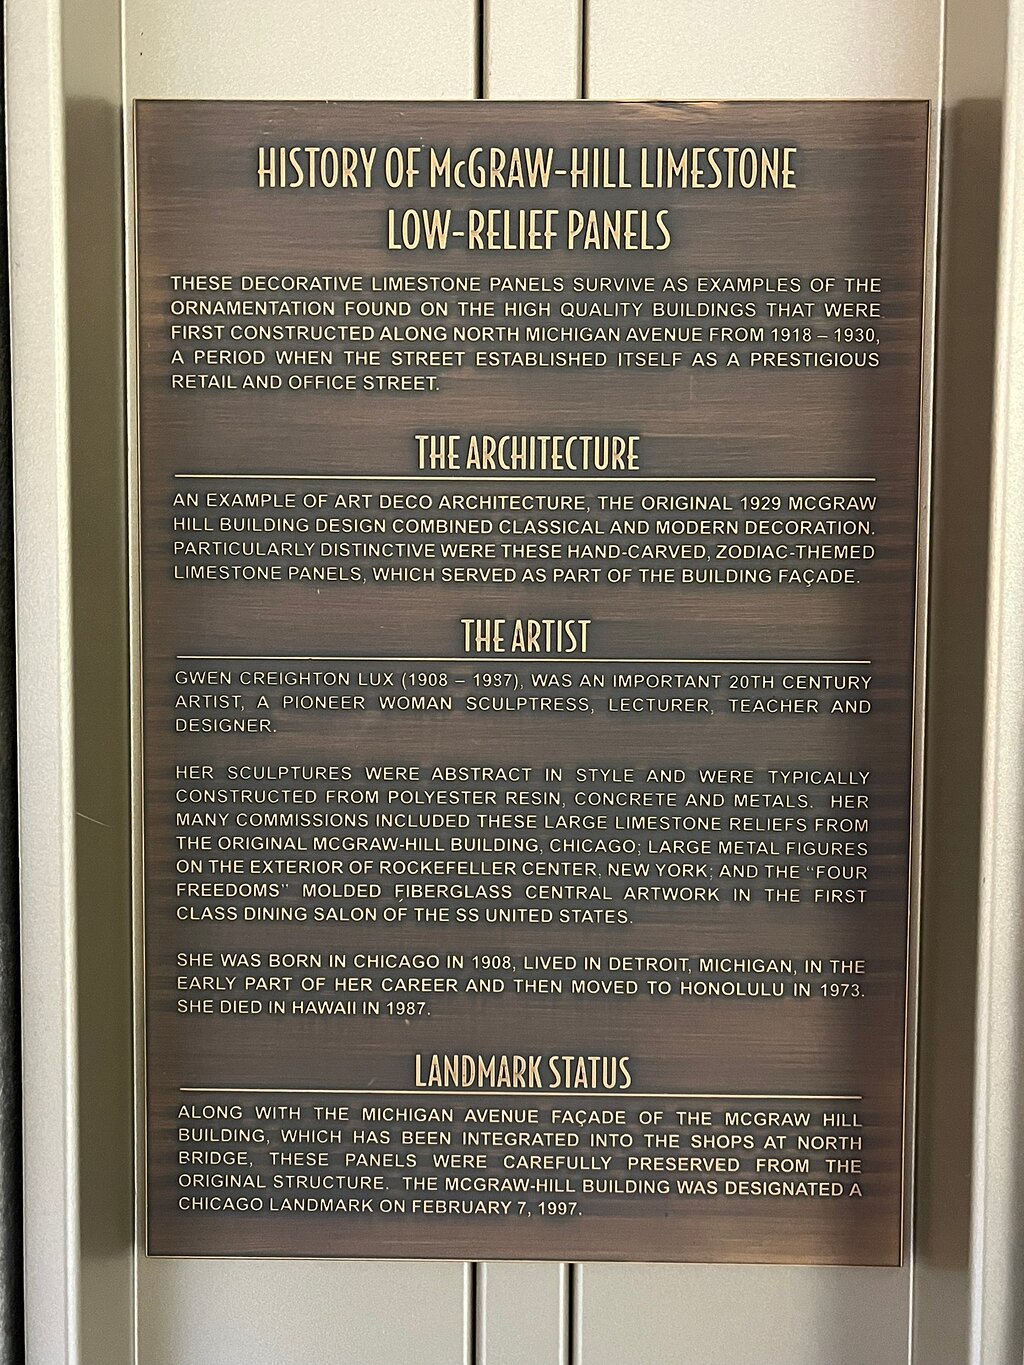 HISTORY OF McGRAW-HILL LIMESTONE
LOW-RELIEF PANELS
THESE DECORATIVE LIMESTONE PANELS SURVIVE AS EXAMPLES OF THE
ORNAMENTATION FOUND ON THE HIGH QUALITY BUILDINGS THAT WERE
FIRST CONSTRUCTED ALONG NORTH MICHIGAN AVENUE FROM 1918 – 1930,
A PERIOD WHEN THE STREET ESTABLISHED ITSELF AS A PRESTIGIOUS
RETAIL AND OFFICE STREET.
THE ARCHITECTURE
AN EXAMPLE OF ART DECO ARCHITECTURE, THE ORIGINAL 1929 MCGRAW
HILL BUILDING DESIGN COMBINED CLASSICAL AND MODERN DECORATION.
PARTICULARLY DISTINCTIVE WERE THESE HAND-CARVED, ZODIAC-THEMED
LIMESTONE PANELS, WHICH SERVED AS PART OF THE BUILDING FAÇADE.
THE ARTIST
GWEN CREIGHTON LUX (1908 – 1987), WAS AN IMPORTANT 20TH CENTURY
ARTIST, A PIONEER WOMAN SCULPTRESS, LECTURER, TEACHER AND
DESIGNER.
HER SCULPTURES WERE ABSTRACT IN STYLE AND WERE TYPICALLY
CONSTRUCTED FROM POLYESTER RESIN, CONCRETE AND METALS. HER
MANY COMMISSIONS INCLUDED THESE LARGE LIMESTONE RELIEFS FROM
THE ORIGINAL MCGRAW-HILL BUILDING, CHICAGO; LARGE METAL FIGURES
ON THE EXTERIOR OF ROCKEFELLER CENTER, NEW YORK; AND THE "FOUR
FREEDOMS" MOLDED FIBERGLASS CENTRAL ARTWORK IN THE FIRST
CLASS DINING SALON OF THE SS UNITED STATES.
SHE WAS BORN IN CHICAGO IN 1908, LIVED IN DETROIT, MICHIGAN, IN THE
EARLY PART OF HER CAREER AND THEN MOVED TO HONOLULU IN 1973.
SHE DIED IN HAWAII IN 1987.
LANDMARK STATUS
ALONG WITH THE MICHIGAN AVENUE FAÇADE OF THE MCGRAW HILL
BUILDING, WHICH HAS BEEN INTEGRATED INTO THE SHOPS AT NORTH
BRIDGE, THESE PANELS WERE CAREFULLY PRESERVED FROM THE
ORIGINAL STRUCTURE. THE MCGRAW-HILL BUILDING WAS DESIGNATED A
CHICAGO LANDMARK ON FEBRUARY 7, 1997.